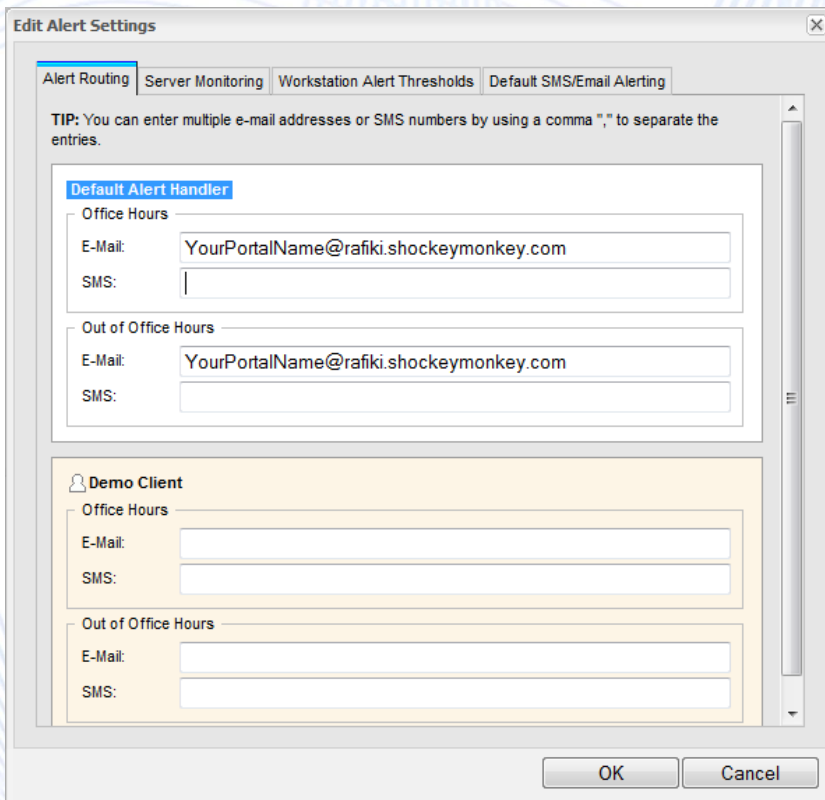 Edit Alert Settings
Alert Routing Server Monitoring Workstation Alert Thresholds Default SMS/Email Alerting
TIP: You can enter multiple e-mail addresses or SMS numbers by using a comma "," to separate the
entries.
Default Alert Handler
Office Hours
E-Mail: YourPortalName@rafiki.shockeymonkey.com
SMS:
Out of Office Hours
E-Mail: YourPortalName@rafiki.shockeymonkey.com
SMS:
Demo Client
Office Hours
E-Mail:
SMS:
Out of Office Hours
E-Mail:
SMS:
OK Cancel